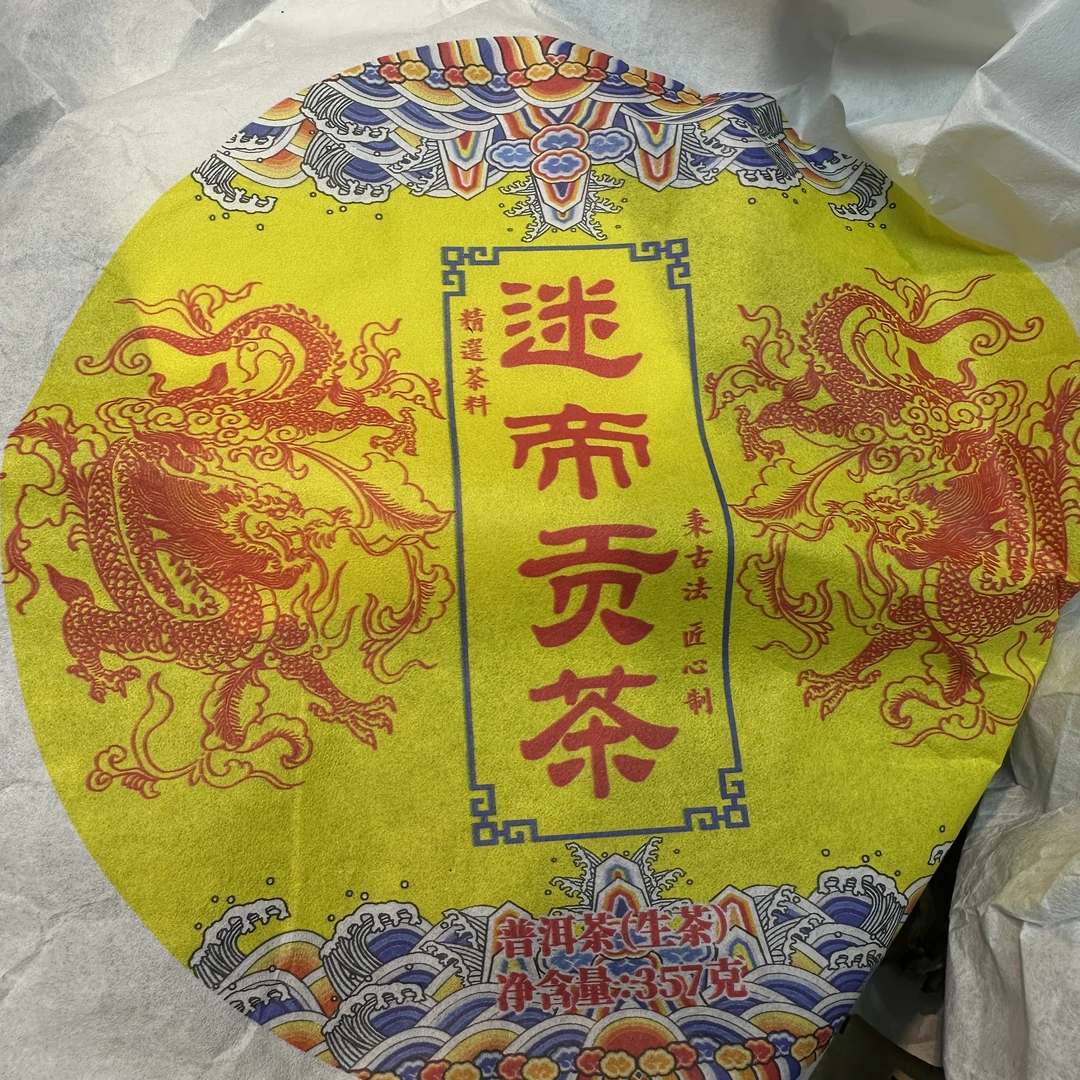 精選茶料
迷帝贡茶
秉古法 匠心制
普洱茶(生茶)
净含量:357克